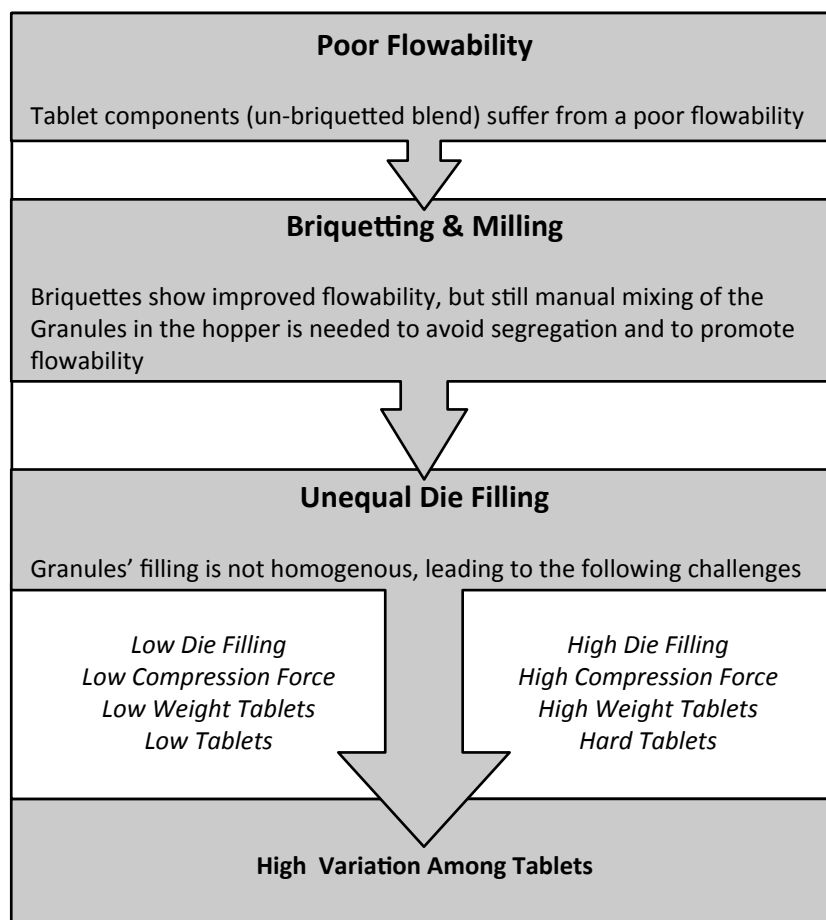 Poor Flowability
Tablet components (un-briquetted blend) suffer from a poor flowability
Briquetting & Milling
Briquettes show improved flowability, but still manual mixing of the
Granules in the hopper is needed to avoid segregation and to promote
flowability
Unequal Die Filling
Granules’ filling is not homogenous, leading to the following challenges
Low Die Filling
Low Compression Force
Low Weight Tablets
Low Tablets
High Die Filling
High Compression Force
High Weight Tablets
Hard Tablets
High Variation Among Tablets